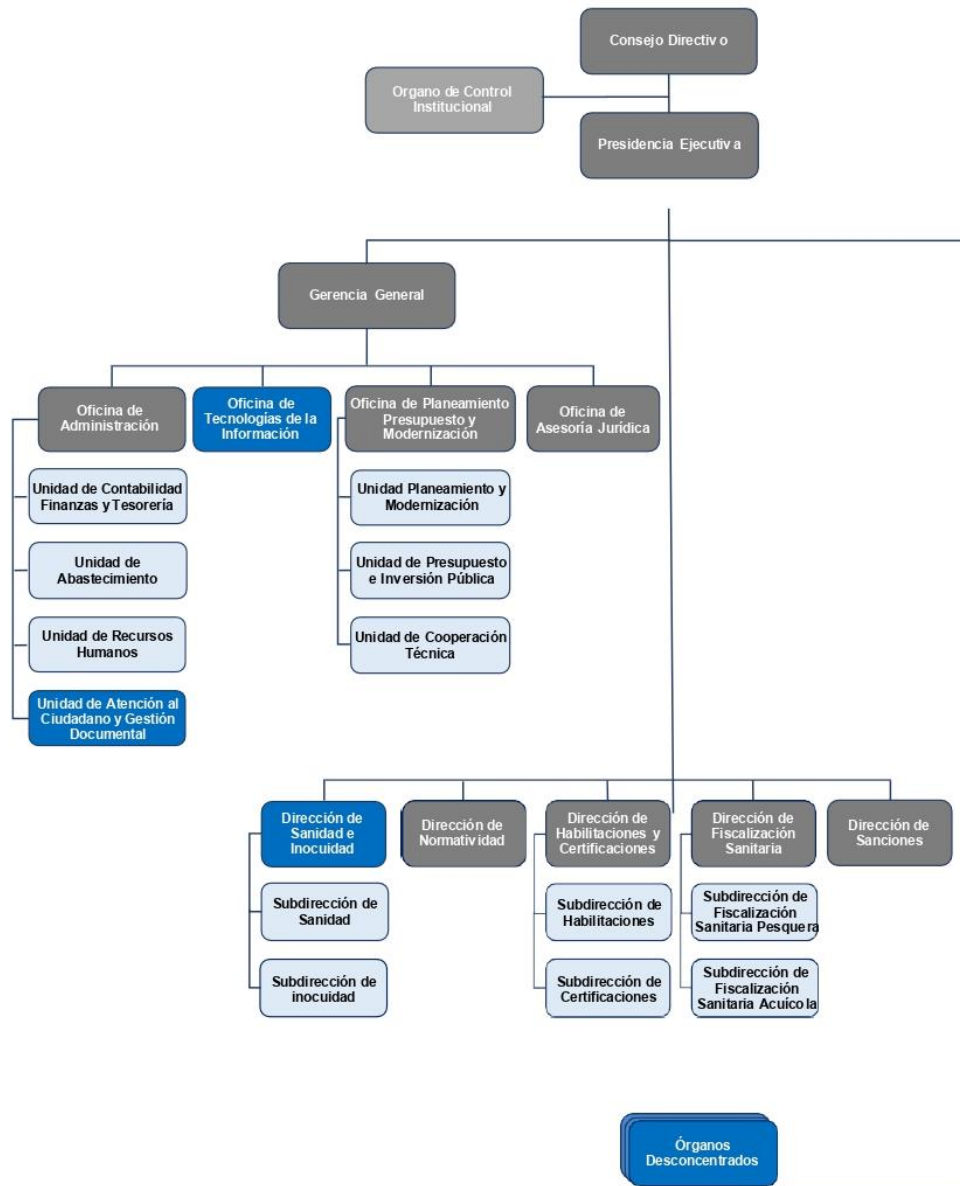 Consejo Directivo
Organo de Control
Institucional
Presidencia Ejecutiva
Gerencia General
Oficina de
Administración
Oficina de
Tecnologías de la
Información
Oficina de Planeamiento
Presupuesto y
Modernización
Oficina de
Asesoría Jurídica
Unidad de Contabilidad
Finanzas y Tesorería
Unidad de
Abastecimiento
Unidad de Recursos
Humanos
Unidad de Atención al
Ciudadano y Gestión
Documental
Unidad Planeamiento y
Modernización
Unidad de Presupuesto
e Inversión Pública
Unidad de Cooperación
Técnica
Dirección de
Sanidad e
Inocuidad
Dirección de
Normatividad
Dirección de
Habilitaciones y
Certificaciones
Dirección de
Fiscalización
Sanitaria
Dirección de
Sanciones
Subdirección de
Sanidad
Subdirección de
inocuidad
Subdirección de
Habilitaciones
Subdirección de
Certificaciones
Subdirección de
Fiscalización
Sanitaria Pesquera
Subdirección de
Fiscalización
Sanitaria Acuícola
Órganos
Desconcentrados